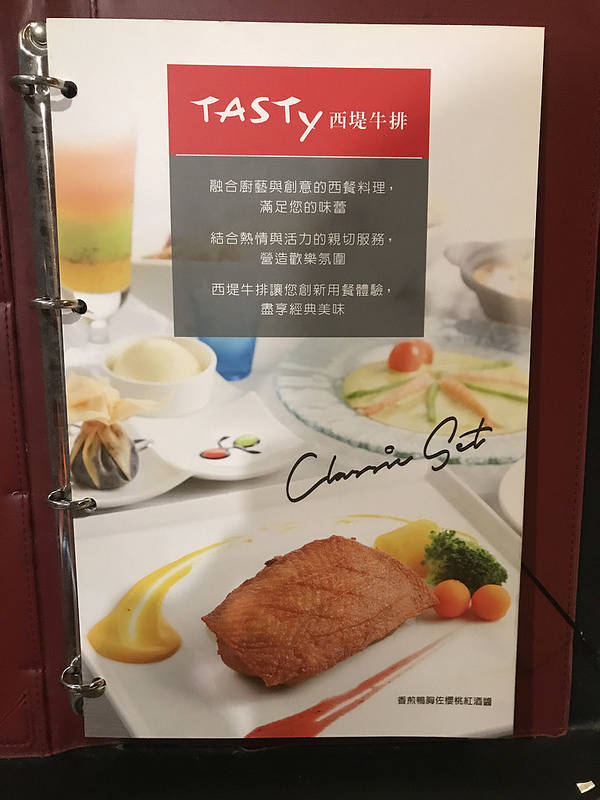 TASTy 西堤牛排
融合廚藝與創意的西餐料理，
滿足您的味蕾
結合熱情與活力的親切服務，
營造歡樂氛圍
西堤牛排讓您創新用餐體驗，
盡享經典美味
Classic Set
香煎鴨胸佐櫻桃紅酒醬